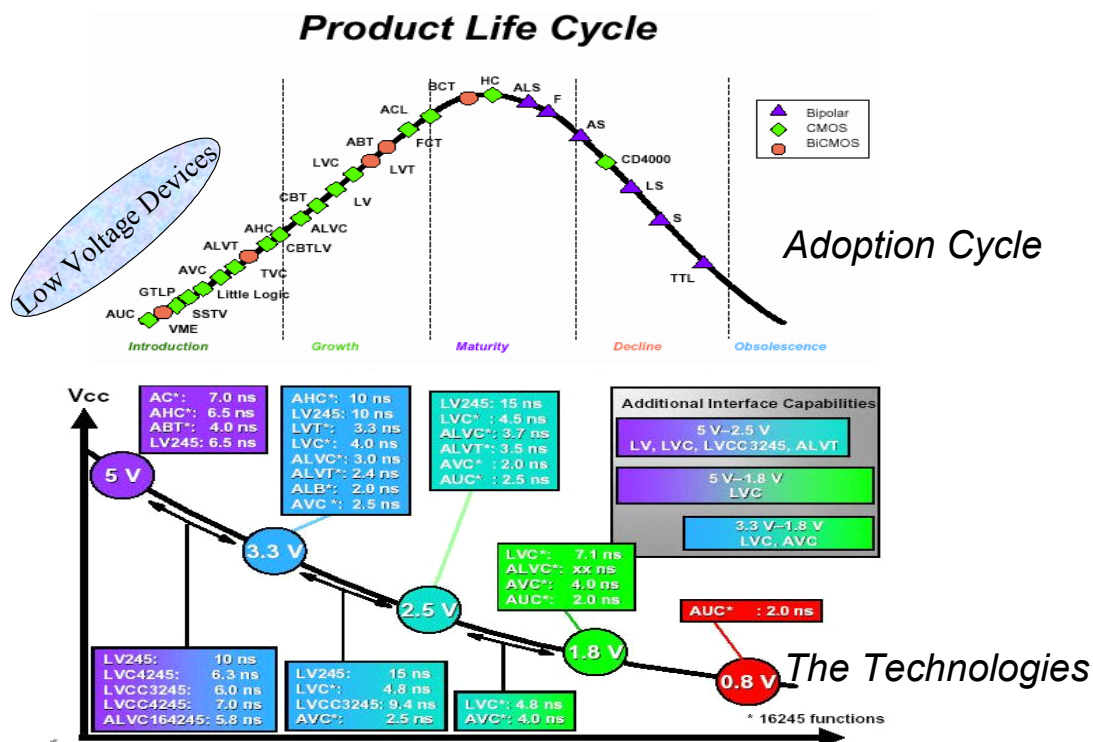 Product Life Cycle
BCT
HC
ALS
F
ACL
AS
FCT
ABT
CD4000
LVC
LVT
LS
CBT
LV
S
AHC
ALVC
ALVT
CBTLV
AVC
TVC
TTL
GTLP
Little Logic
AUC
SSTV
VME
Bipolar
CMOS
BiCMOS
Low Voltage Devices
Adoption Cycle
Introduction
Growth
Maturity
Decline
Obsolescence
Vcc
AC*: 7.0 ns
AHC*: 6.5 ns
ABT*: 4.0 ns
LV245: 6.5 ns
AHC*: 10 ns
LV245: 10 ns
LVT*: 3.3 ns
LVC*: 4.0 ns
ALVC*: 3.0 ns
ALVT*: 2.4 ns
ALB*: 2.0 ns
AVC*: 2.5 ns
LV245: 15 ns
LVC* : 4.5 ns
ALVC*: 3.7 ns
ALVT*: 3.5 ns
AVC* : 2.0 ns
AUC* : 2.5 ns
Additional Interface Capabilities
5 V–2.5 V
LV, LVC, LVCC3245, ALVT
5 V–1.8 V
LVC
3.3 V–1.8 V
LVC, AVC
5 V
3.3 V
2.5 V
1.8 V
0.8 V
LVC*: 7.1 ns
ALVC*: xx ns
AVC*: 4.0 ns
AUC*: 2.0 ns
AUC* : 2.0 ns
LV245: 10 ns
LVC4245: 6.3 ns
LVCC3245: 6.0 ns
LVCC4245: 7.0 ns
ALVC164245: 5.8 ns
LV245: 15 ns
LVC*: 4.8 ns
LVCC3245: 9.4 ns
AVC*: 2.5 ns
LVC*: 4.8 ns
AVC*: 4.0 ns
The Technologies
* 16245 functions